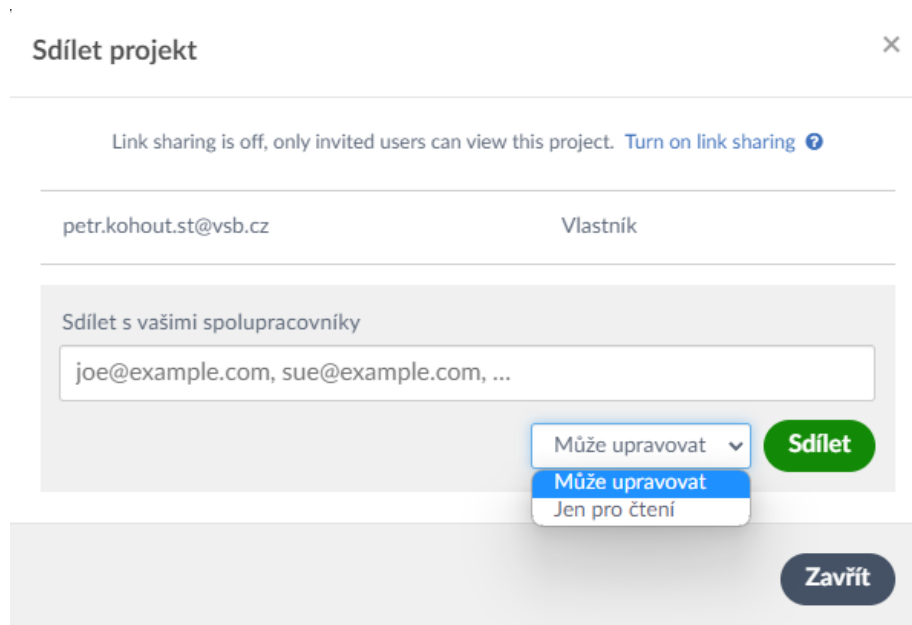 Sdílet projekt ×
Link sharing is off, only invited users can view this project. Turn on link sharing ?
petr.kohout.st@vsb.cz Vlastník
Sdílet s vašimi spolupracovníky
joe@example.com, sue@example.com, ...
Může upravovat Sdílet
Může upravovat
Jen pro čtení
Zavřít